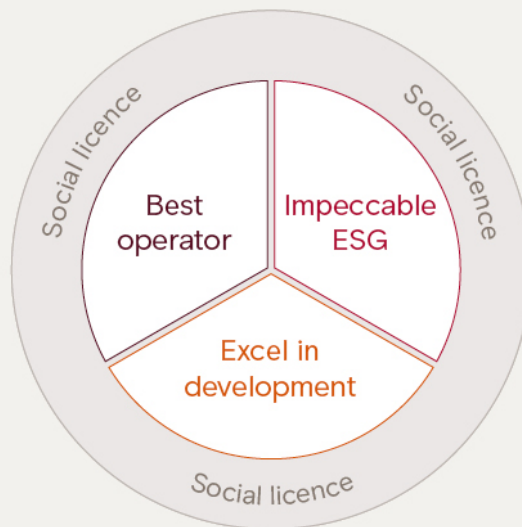 Social licence
Social licence
Best
operator
Impeccable
ESG
Excel in
development
Social licence